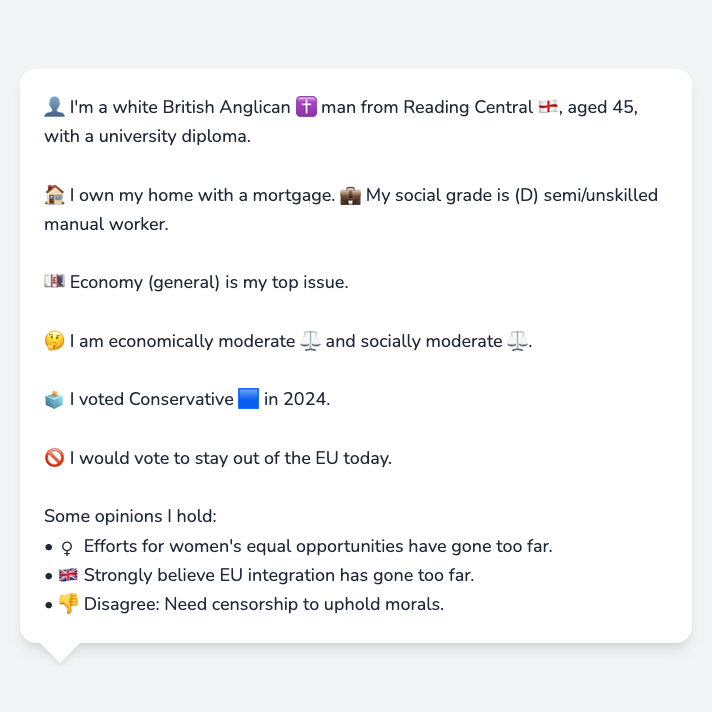 👤 I'm a white British Anglican ✝️ man from Reading Central 🏴󠁧󠁢󠁥󠁮󠁧󠁿, aged 45,
with a university diploma.
🏠 I own my home with a mortgage. 💼 My social grade is (D) semi/unskilled
manual worker.
💷 Economy (general) is my top issue.
🤔 I am economically moderate ⚖️ and socially moderate ⚖️.
🗳️ I voted Conservative 🟦 in 2024.
🚫 I would vote to stay out of the EU today.
Some opinions I hold:
• ♀️ Efforts for women's equal opportunities have gone too far.
• 🇬🇧 Strongly believe EU integration has gone too far.
• 👎 Disagree: Need censorship to uphold morals.